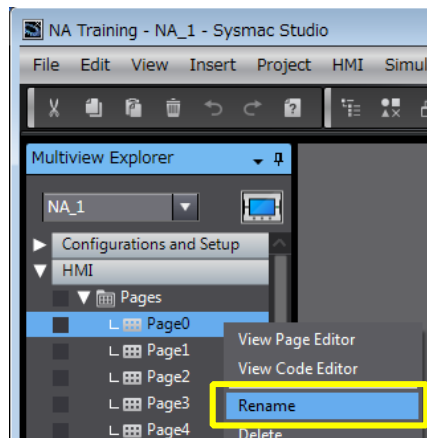 NA Training - NA_1 - Sysmac Studio
File Edit View Insert Project HMI Simul
Multiview Explorer
NA_1
Configurations and Setup
HMI
Pages
Page0
Page1
Page2
Page3
Page4
View Page Editor
View Code Editor
Rename
Delete